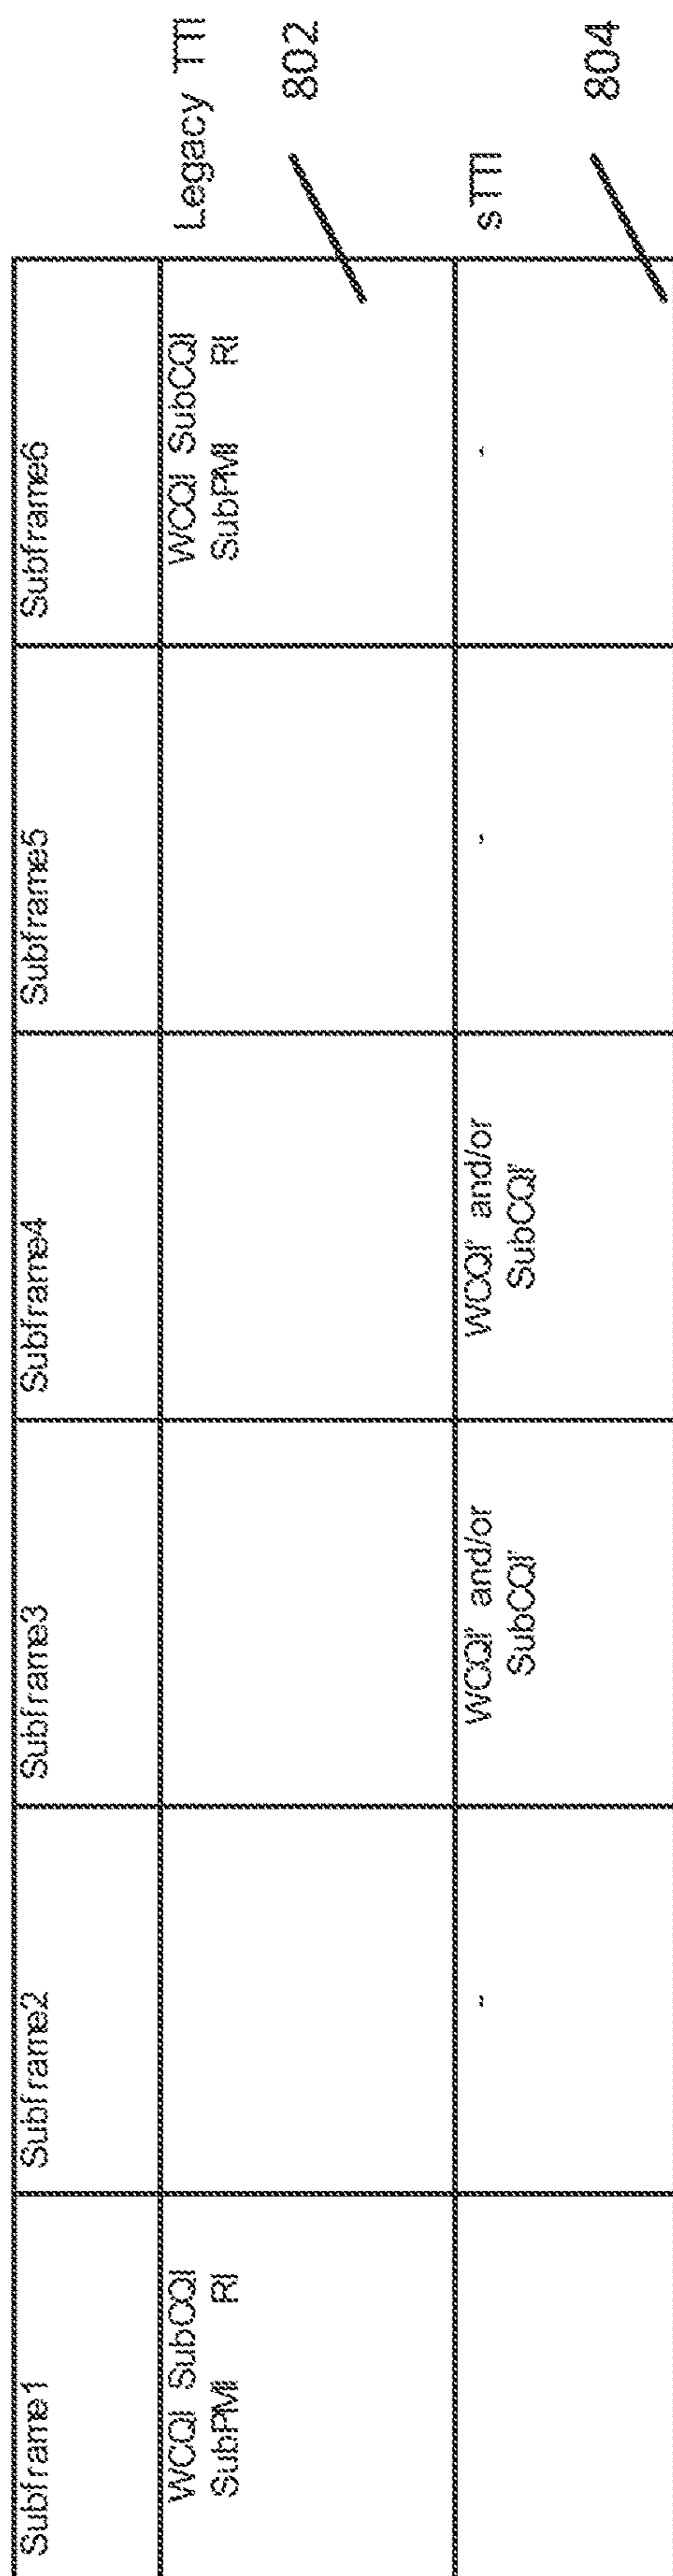 Subframe1
Subframe2
Subframe3
Subframe4
Subframe5
Subframe6
WCQI SubCQI
SubPMI RI
WCQI SubCQI
SubPMI RI
Legacy TTI
802
WCQI' and/or
SubCQI'
WCQI' and/or
SubCQI'
sTTI
804